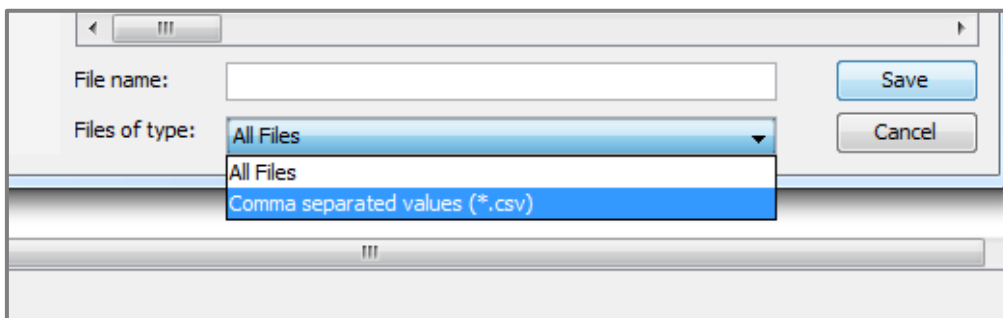 File name:
Save
Files of type:
All Files
Cancel
All Files
Comma separated values (*.csv)